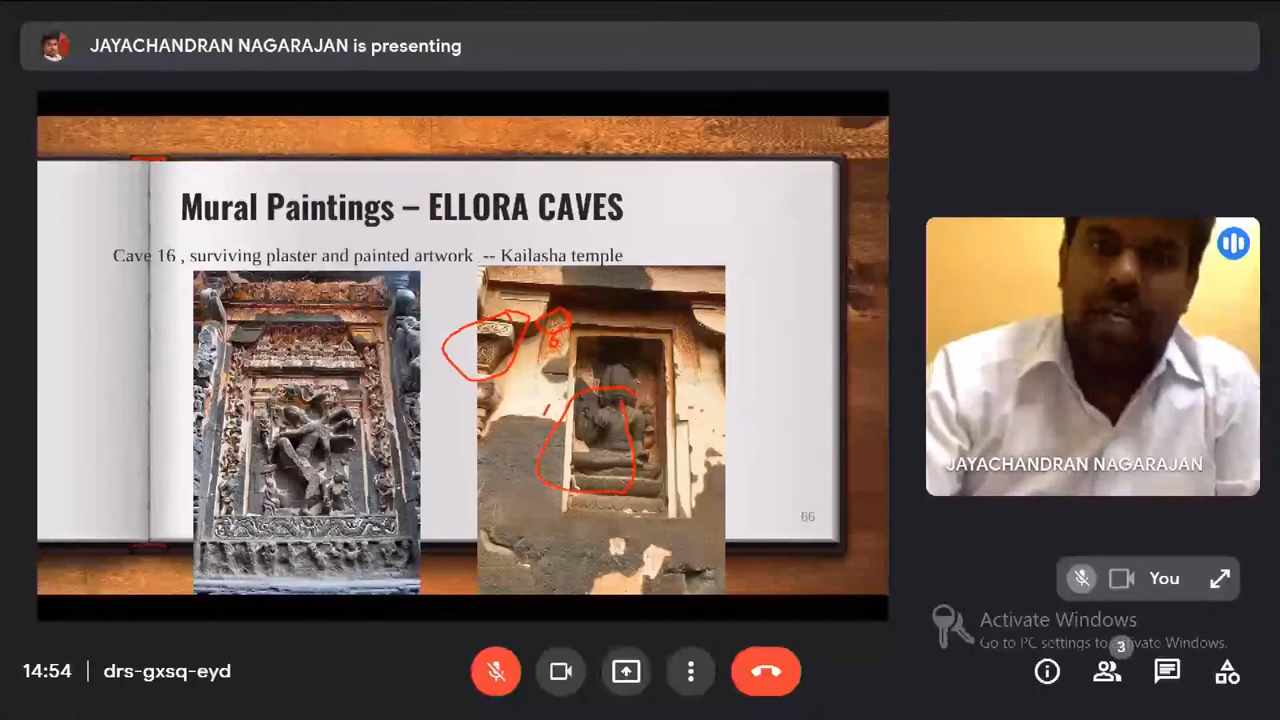 JAYACHANDRAN NAGARAJAN is presenting
Mural Paintings – ELLORA CAVES
Cave 16 , surviving plaster and painted artwork -- Kailasha temple
66
JAYACHANDRAN NAGARAJAN
You
Activate Windows
Go to PC settings to activate Windows.
3
14:54 | drs-gxsq-eyd